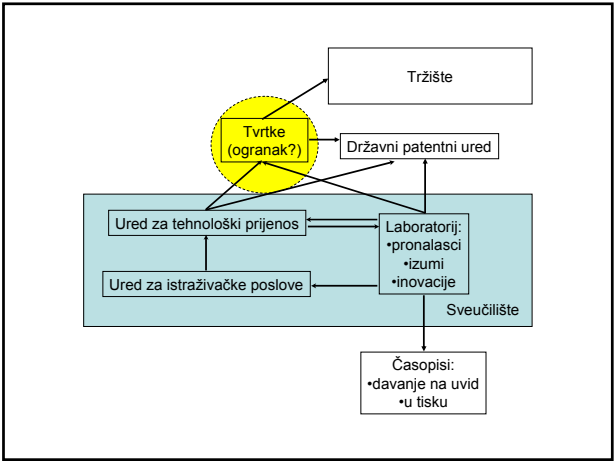 Tržište
Tvrtke
(ogranak?)
Državni patentni ured
Ured za tehnološki prijenos
Laboratorij:
•pronalasci
•izumi
•inovacije
Ured za istraživačke poslove
Sveučilište
Časopisi:
•davanje na uvid
•u tisku